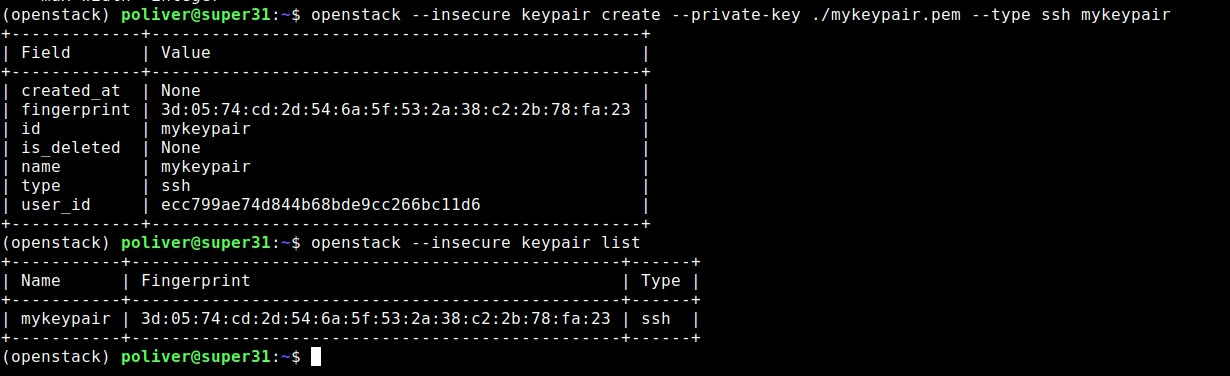 (openstack) poliver@super31:~$ openstack --insecure keypair create --private-key ./mykeypair.pem --type ssh mykeypair
+-------------+-------------------------------------------------+
| Field       | Value                                           |
+-------------+-------------------------------------------------+
| created_at  | None                                            |
| fingerprint | 3d:05:74:cd:2d:54:6a:5f:53:2a:38:c2:2b:78:fa:23 |
| id          | mykeypair                                       |
| is_deleted  | None                                            |
| name        | mykeypair                                       |
| type        | ssh                                             |
| user_id     | ecc799ae74d844b68bde9cc266bc11d6                |
+-------------+-------------------------------------------------+
(openstack) poliver@super31:~$ openstack --insecure keypair list
+-----------+-------------------------------------------------+------+
| Name      | Fingerprint                                     | Type |
+-----------+-------------------------------------------------+------+
| mykeypair | 3d:05:74:cd:2d:54:6a:5f:53:2a:38:c2:2b:78:fa:23 | ssh  |
+-----------+-------------------------------------------------+------+
(openstack) poliver@super31:~$